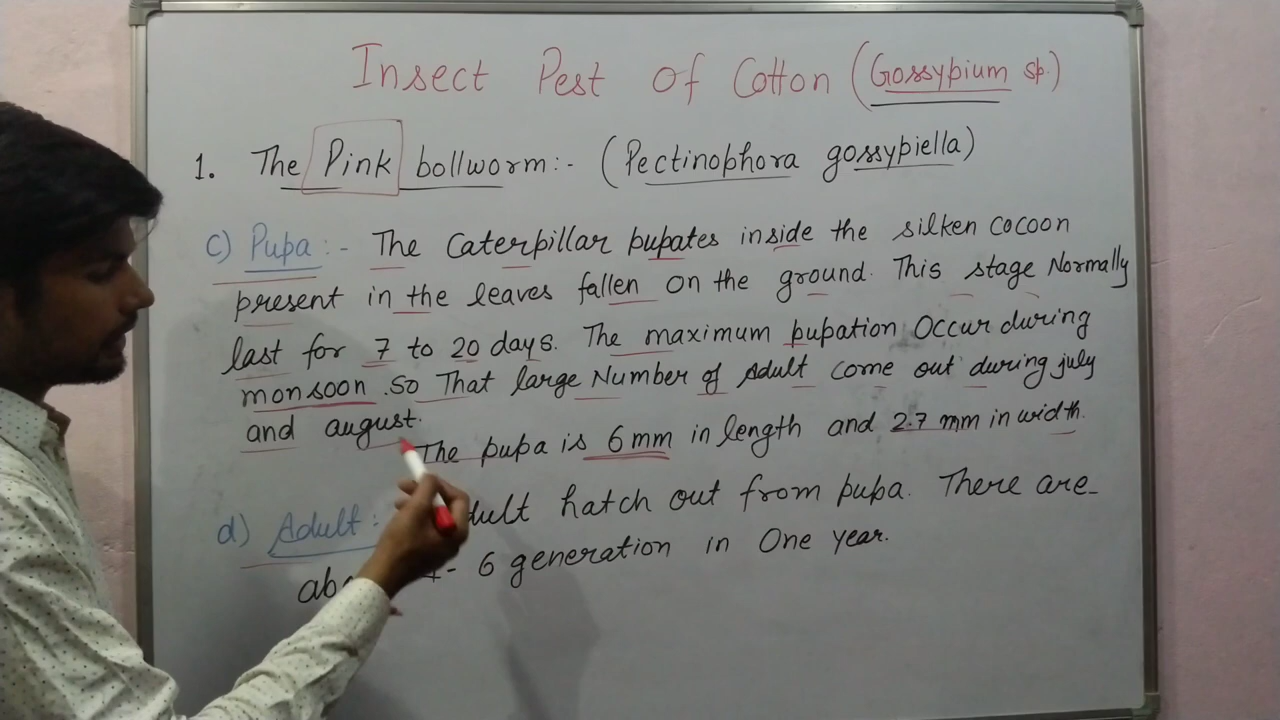 Insect Pest Of Cotton (Gossypium sp.)
1. The Pink bollworm:- (Pectinophora gossypiella)
c) Pupa:- The Caterpillar pupates inside the silken cocoon
present in the leaves fallen on the ground. This stage Normally
last for 7 to 20 days. The maximum pupation Occur during
monsoon. So That large Number of Adult come out during july
and august.
The pupa is 6 mm in length and 2.7 mm in width.
d) Adult: hatch out from pupa. There are
6 generation in One year.